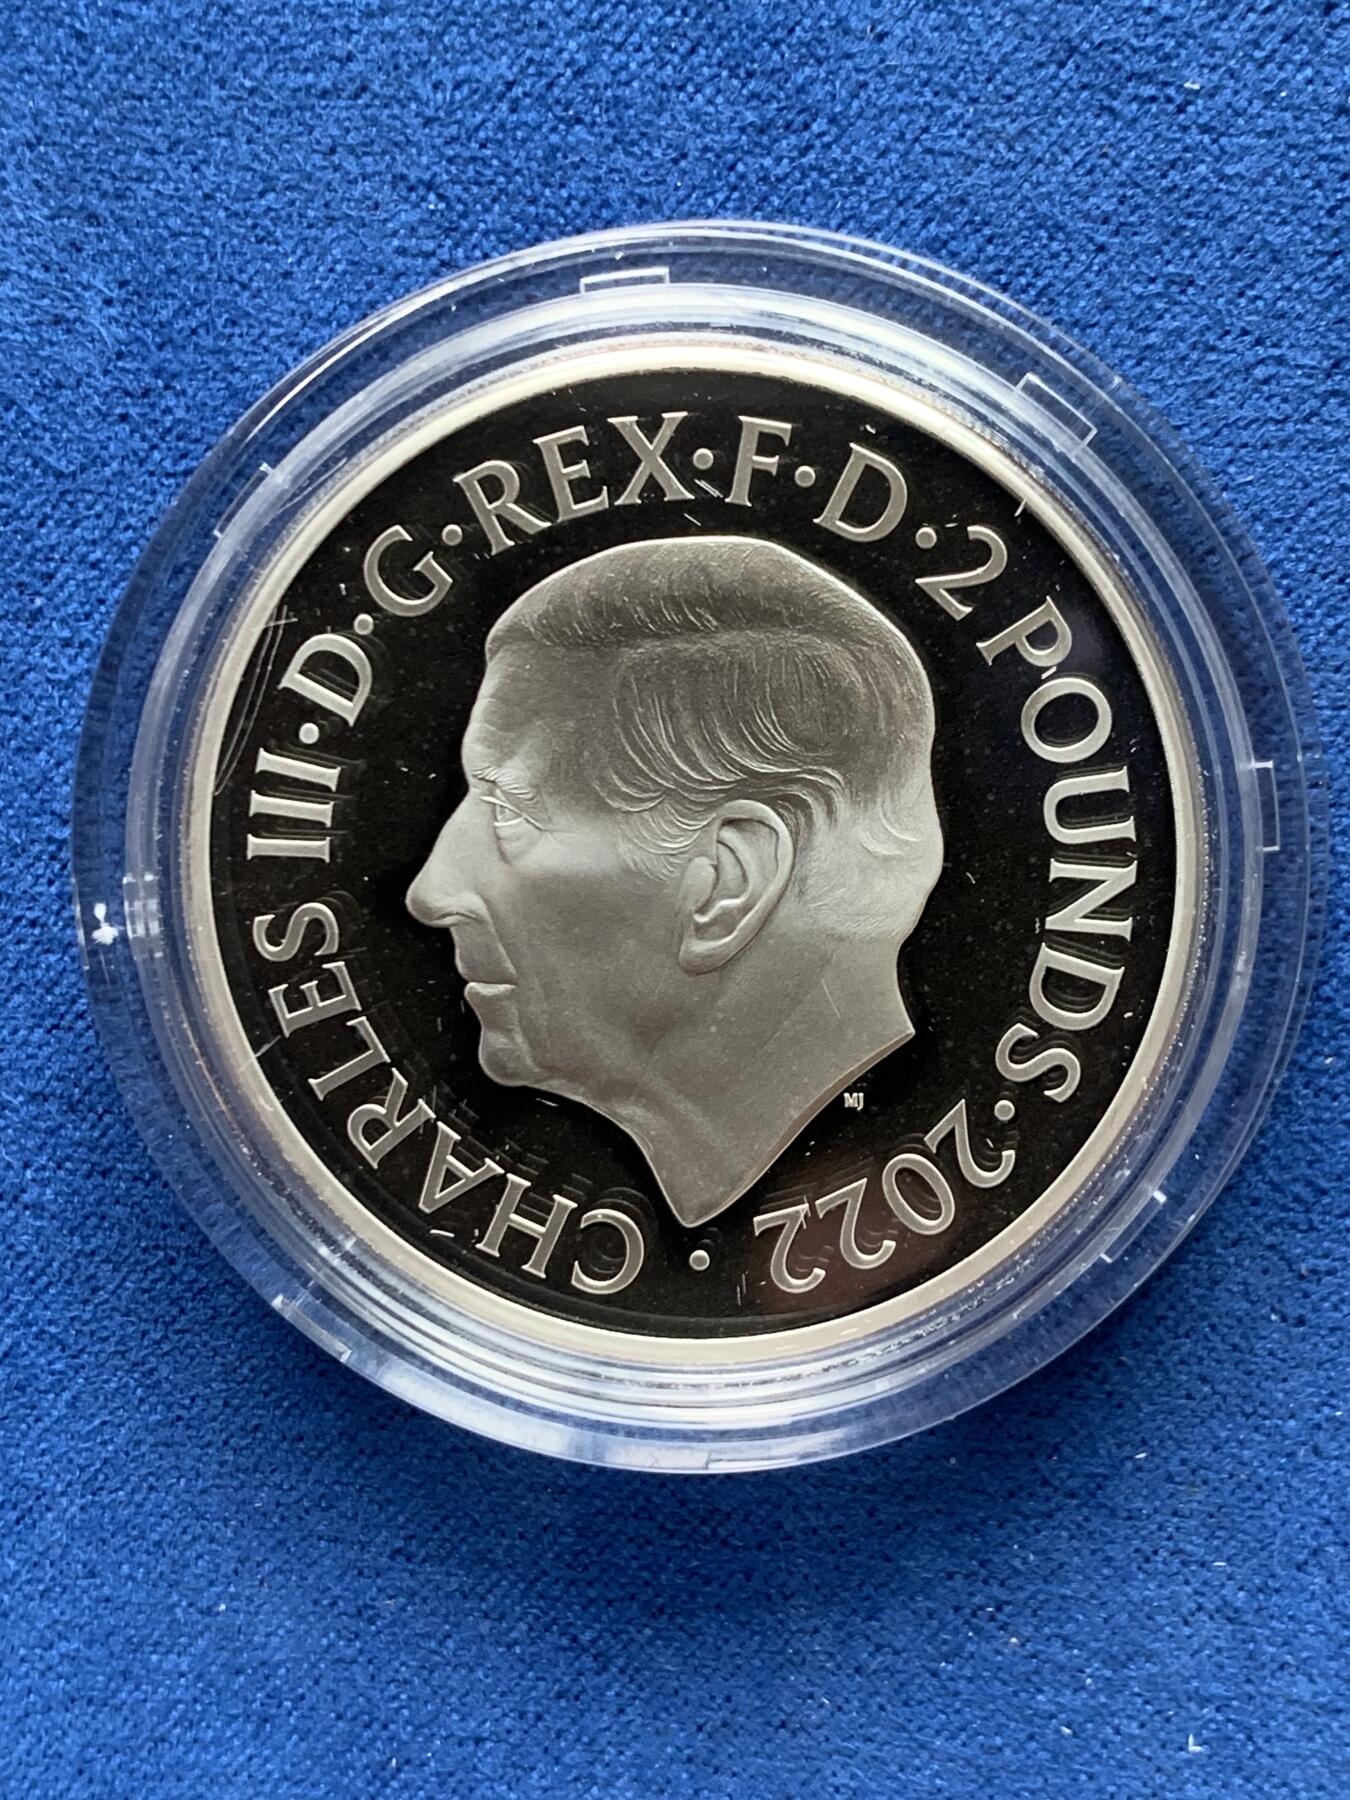 · CHARLES III · D · G · REX · F · D · 2 POUNDS · 2022
MJ